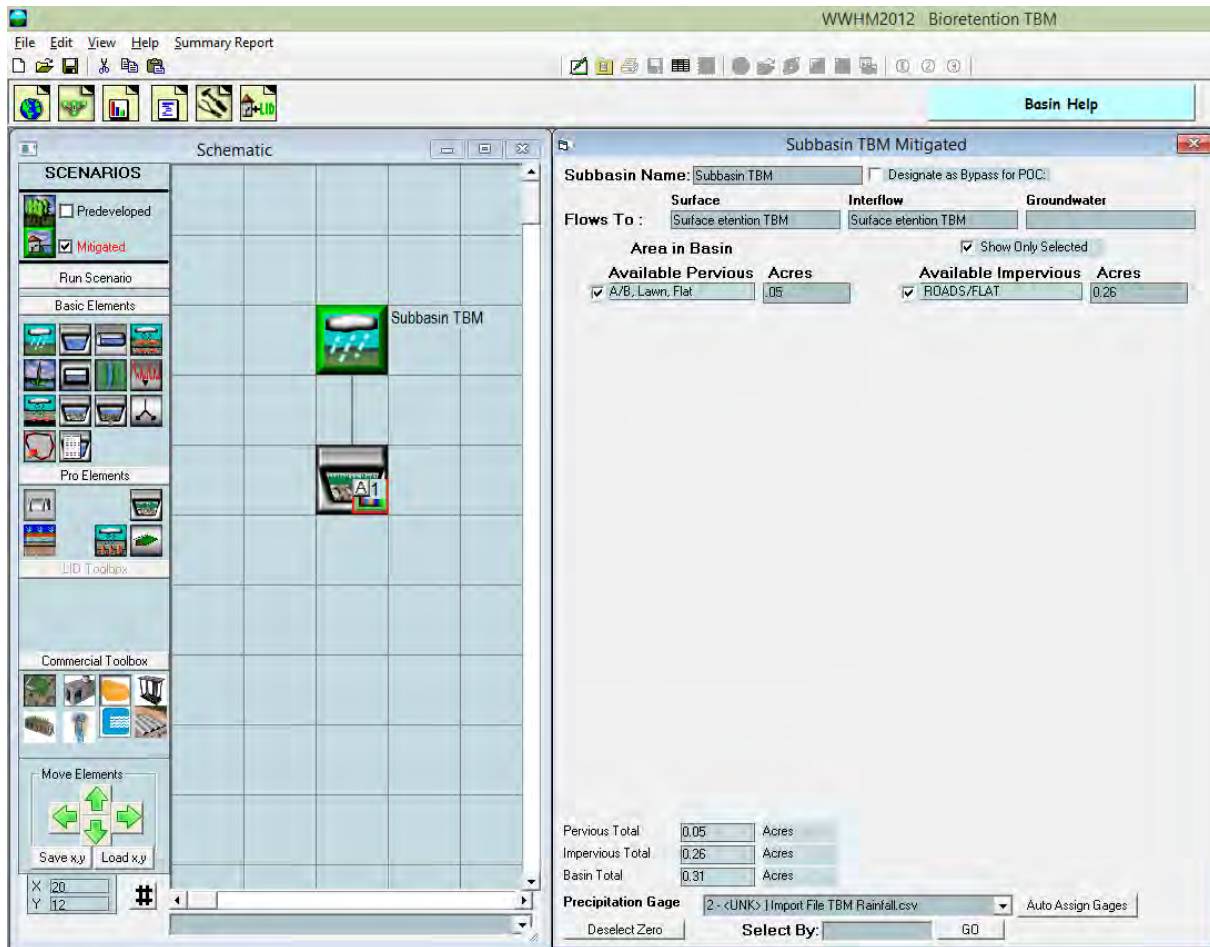 WWHM2012 Bioretention TBM
File Edit View Help Summary Report
Basin Help
Schematic
SCENARIOS
Predeveloped
Mitigated
Run Scenario
Basic Elements
Pro Elements
LID Toolbox
Commercial Toolbox
Move Elements
Save x,y Load x,y
X 20
Y 12
#
Subbasin TBM
A 1
Subbasin TBM Mitigated
Subbasin Name: Subbasin TBM Designate as Bypass for POC:
Surface Interflow Groundwater
Flows To : Surface etention TBM Surface etention TBM
Area in Basin Show Only Selected
Available Pervious Acres Available Impervious Acres
A/B, Lawn, Flat .05 ROADS/FLAT 0.26
Pervious Total 0.05 Acres
Impervious Total 0.26 Acres
Basin Total 0.31 Acres
Precipitation Gage 2 - <UNK> | Import File TBM Rainfall.csv Auto Assign Gages
Deselect Zero Select By: GO
+LID